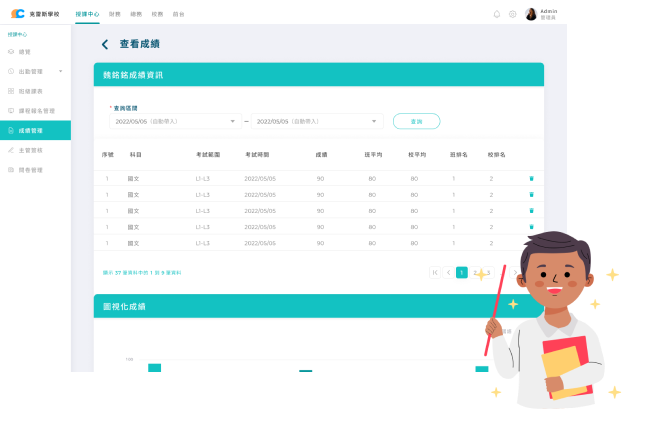 克雷斯學校 授課中心 財務 總務 校務 前台 Admin
管理員
授課中心
總覽
出勤管理
班級課表
課程報名管理
成績管理
主管簽核
問卷管理
查看成績
魏銘銘成績資訊
* 查詢區間
2022/05/05 (自動帶入) ~ 2022/05/05 (自動帶入) 查詢
序號 科目 考試範圍 考試時間 成績 班平均 校平均 班排名 校排名
1 國文 L1-L3 2022/05/05 90 80 80 1 2
1 國文 L1-L3 2022/05/05 90 80 80 1 2
1 國文 L1-L3 2022/05/05 90 80 80 1 2
1 國文 L1-L3 2022/05/05 90 80 80 1 2
1 國文 L1-L3 2022/05/05 90 80 80 1 2
顯示 37 筆資料中的 1 到 5 筆資料
1 2 3
圖視化成績
100